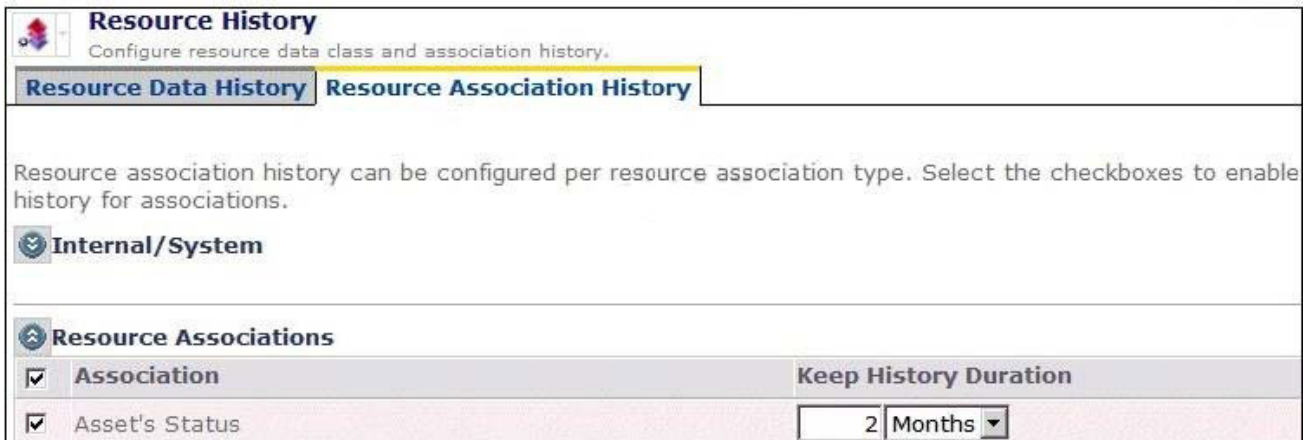 Resource History
Configure resource data class and association history.
Resource Data History Resource Association History
Resource association history can be configured per resource association type. Select the checkboxes to enable
history for associations.
Internal/System
Resource Associations
Association Keep History Duration
Asset's Status 2 Months